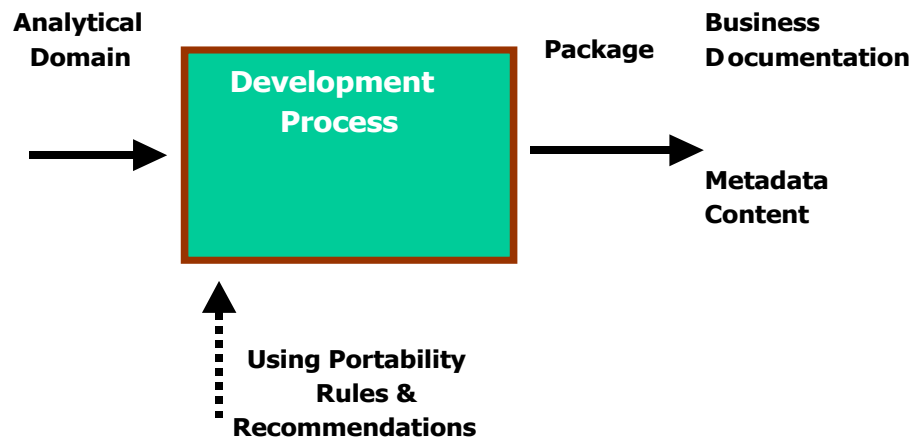 Analytical
Domain
Development
Process
Package
Business
Documentation
Metadata
Content
Using Portability
Rules &
Recommendations